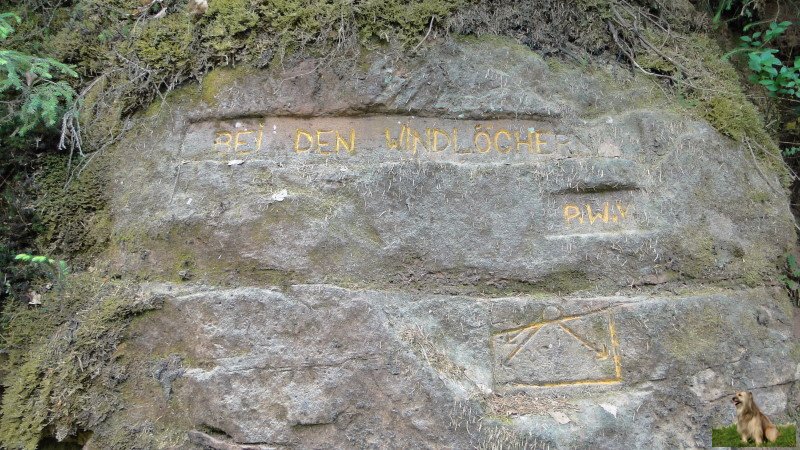 BEI DEN WINDLÖCHER
P.W.V.